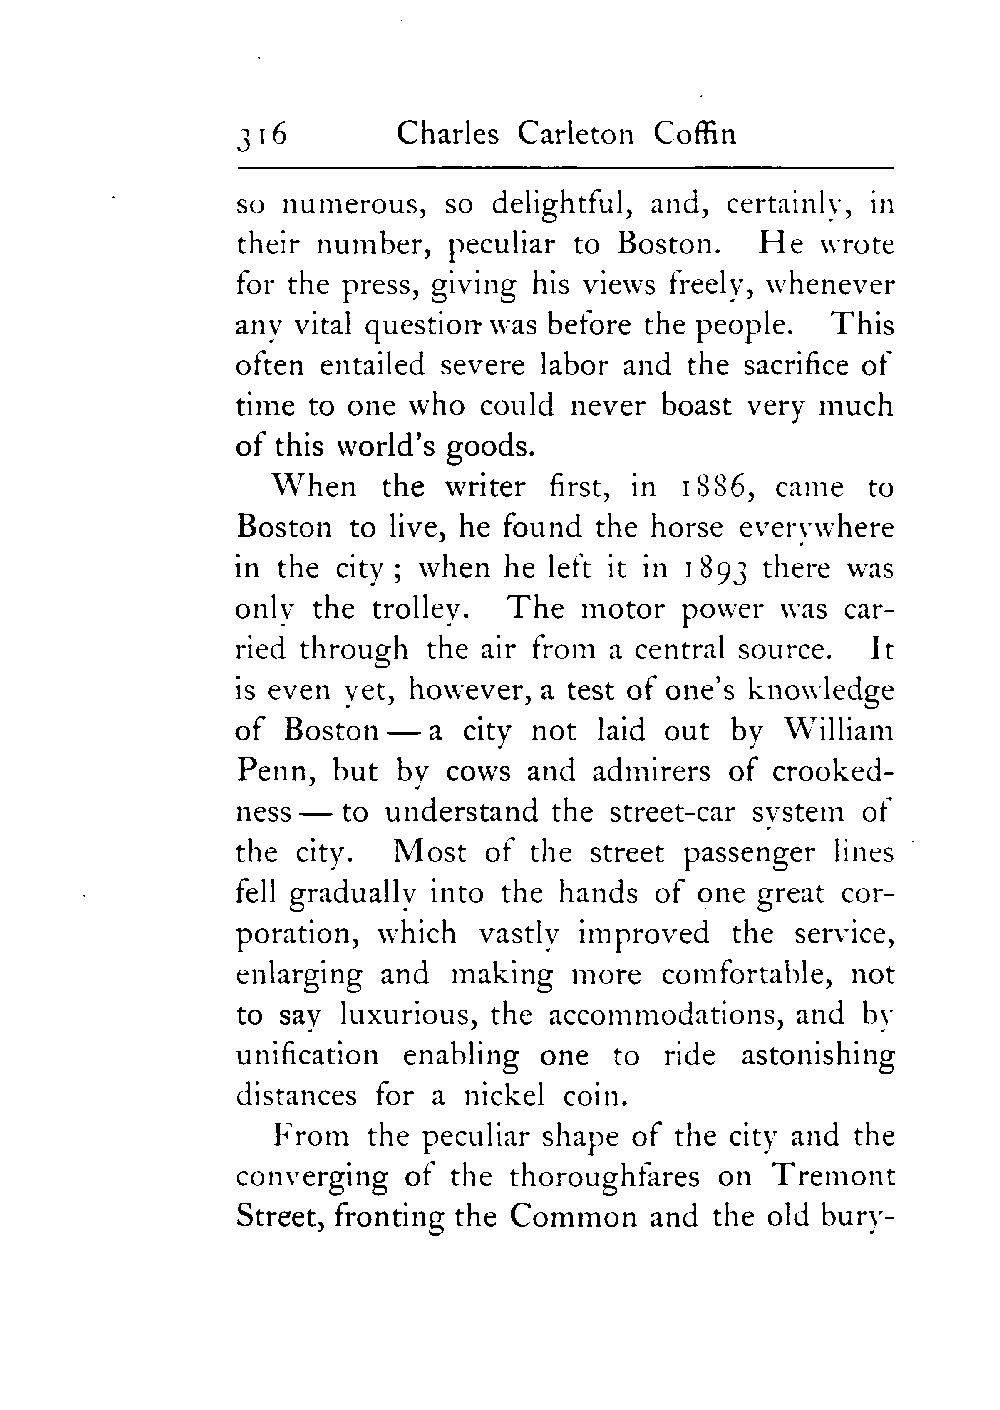 316 Charles Carleton Coffin
so numerous, so delightful, and, certainly, in
their number, peculiar to Boston. He wrote
for the press, giving his views freely, whenever
any vital question was before the people. This
often entailed severe labor and the sacrifice of
time to one who could never boast very much
of this world's goods.
When the writer first, in 1886, came to
Boston to live, he found the horse everywhere
in the city; when he left it in 1893 there was
only the trolley. The motor power was car-
ried through the air from a central source. It
is even yet, however, a test of one's knowledge
of Boston — a city not laid out by William
Penn, but by cows and admirers of crooked-
ness — to understand the street-car system of
the city. Most of the street passenger lines
fell gradually into the hands of one great cor-
poration, which vastly improved the service,
enlarging and making more comfortable, not
to say luxurious, the accommodations, and by
unification enabling one to ride astonishing
distances for a nickel coin.
From the peculiar shape of the city and the
converging of the thoroughfares on Tremont
Street, fronting the Common and the old bury-